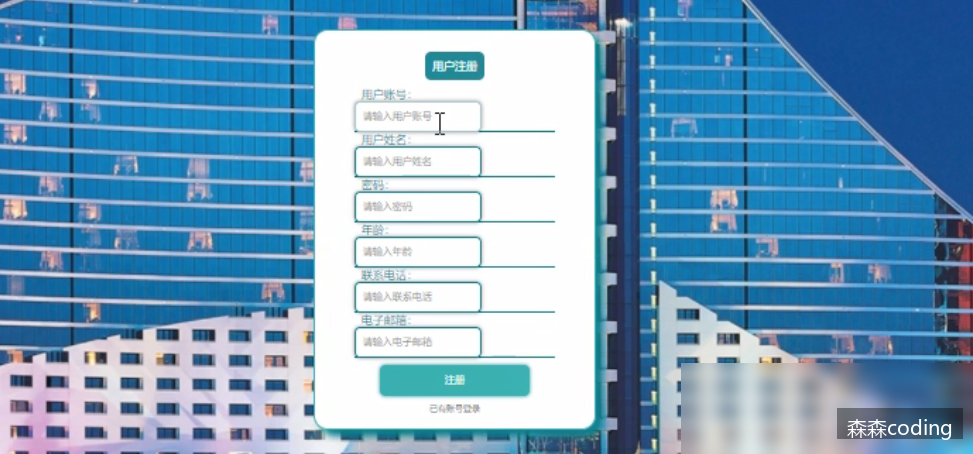 用户注册
用户账号：
请输入用户账号
用户姓名：
请输入用户姓名
密码：
请输入密码
年龄：
请输入年龄
联系电话：
请输入联系电话
电子邮箱：
请输入电子邮箱
注册
已有账号登录
森森coding